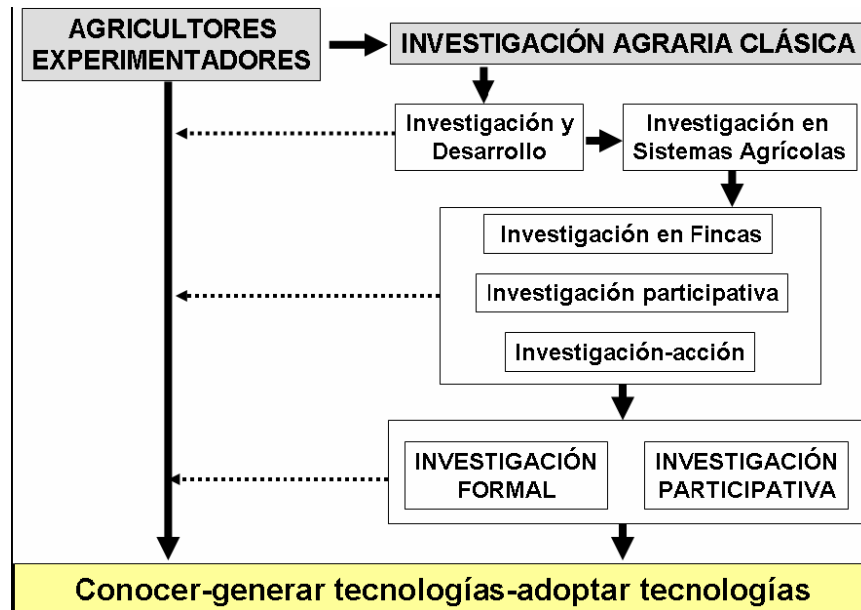 AGRICULTORES
EXPERIMENTADORES
INVESTIGACIÓN AGRARIA CLÁSICA
Investigación y
Desarrollo
Investigación en
Sistemas Agrícolas
Investigación en Fincas
Investigación participativa
Investigación-acción
INVESTIGACIÓN
FORMAL
INVESTIGACIÓN
PARTICIPATIVA
Conocer-generar tecnologías-adoptar tecnologías